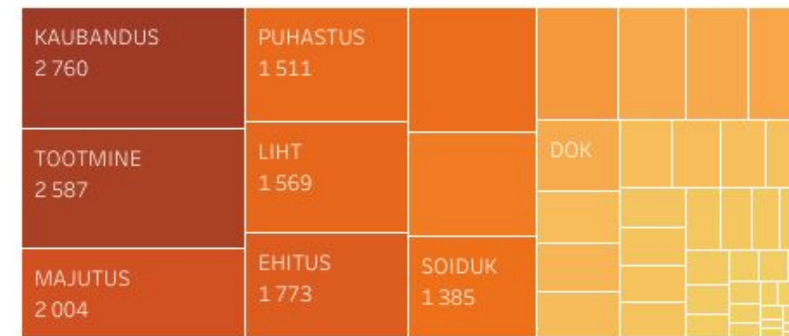 KAUBANDUS
2 760
TOOTMINE
2 587
MAJUTUS
2 004
PUHASTUS
1 511
LIHT
1 569
EHITUS
1 773
SOIDUK
1 385
DOK